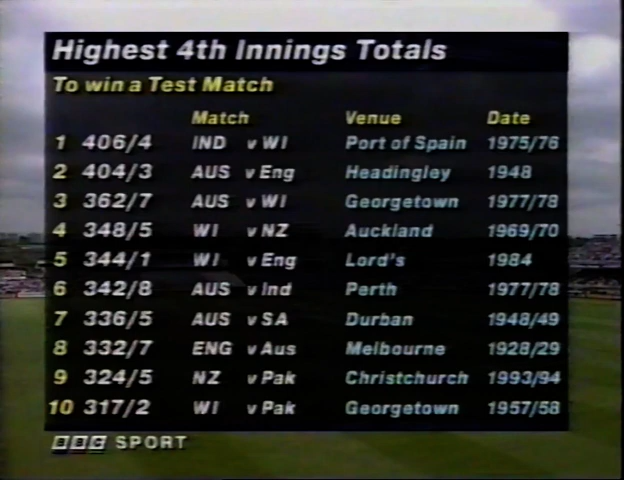 Highest 4th Innings Totals
To win a Test Match
Match Venue Date
1 406/4 IND v WI Port of Spain 1975/76
2 404/3 AUS v Eng Headingley 1948
3 362/7 AUS v WI Georgetown 1977/78
4 348/5 WI v NZ Auckland 1969/70
5 344/1 WI v Eng Lord's 1984
6 342/8 AUS v Ind Perth 1977/78
7 336/5 AUS v SA Durban 1948/49
8 332/7 ENG v Aus Melbourne 1928/29
9 324/5 NZ v Pak Christchurch 1993/94
10 317/2 WI v Pak Georgetown 1957/58
BBC SPORT